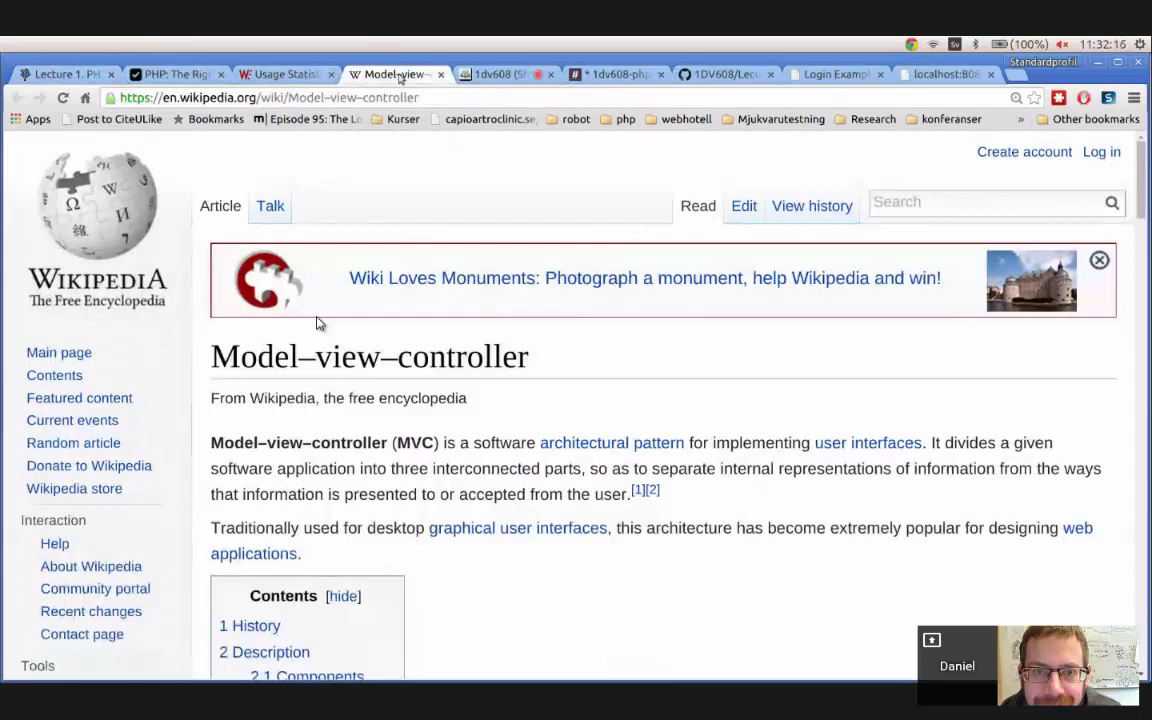 (100%) 11:32:16
Standardprofil
Lecture 1. PH
PHP: The Rig
Usage Statist
Model–view–
1dv608 (S
* 1dv608-php
1DV608/Lec
Login Exampl
localhost:808
https://en.wikipedia.org/wiki/Model–view–controller
Apps Post to CiteULike Bookmarks Episode 95: The Lo Kurser capioartroclinic.se, robot php webhotell Mjukvarutestning Research konferanser » Other bookmarks
Create account Log in
Article Talk Read Edit View history Search
WIKIPEDIA
The Free Encyclopedia
Wiki Loves Monuments: Photograph a monument, help Wikipedia and win!
Main page
Contents
Featured content
Current events
Random article
Donate to Wikipedia
Wikipedia store
Interaction
Help
About Wikipedia
Community portal
Recent changes
Contact page
Tools
Model–view–controller
From Wikipedia, the free encyclopedia
Model–view–controller (MVC) is a software architectural pattern for implementing user interfaces. It divides a given
software application into three interconnected parts, so as to separate internal representations of information from the ways
that information is presented to or accepted from the user.[1][2]
Traditionally used for desktop graphical user interfaces, this architecture has become extremely popular for designing web
applications.
Contents [hide]
1 History
2 Description
2.1 Components
Daniel